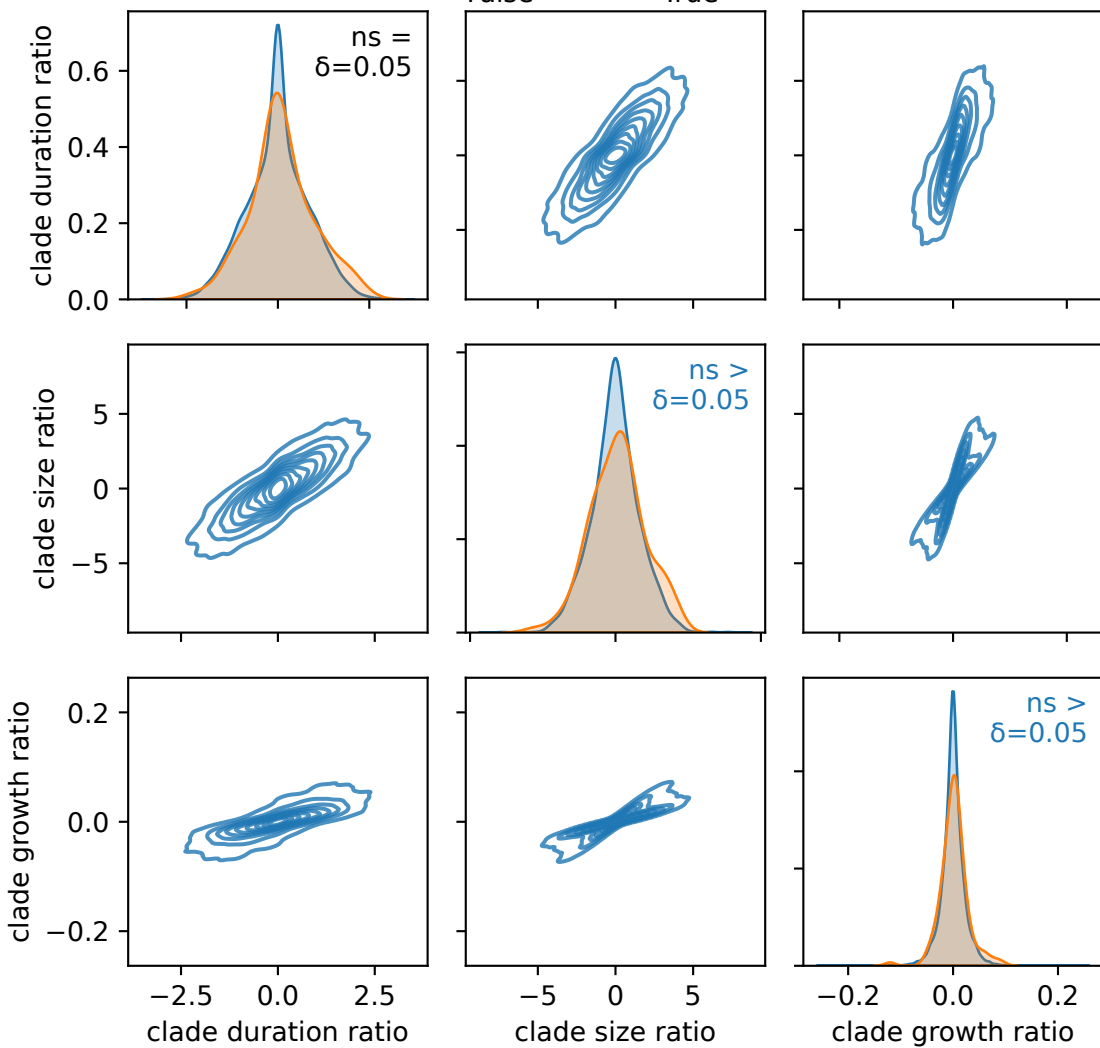 clade duration ratio
0.6
0.4
0.2
0.0
ns =
δ=0.05
clade size ratio
5
0
−5
ns >
δ=0.05
clade growth ratio
0.2
0.0
−0.2
ns >
δ=0.05
−2.5 0.0 2.5
−5 0 5
−0.2 0.0 0.2
clade duration ratio
clade size ratio
clade growth ratio